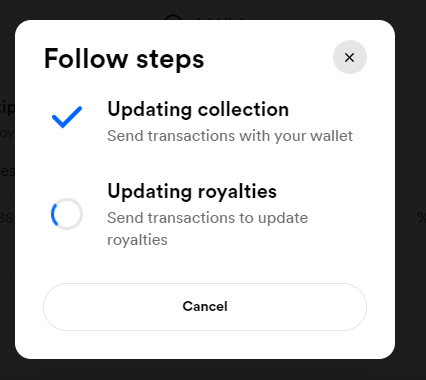 Follow steps
Updating collection
Send transactions with your wallet
Updating royalties
Send transactions to update
royalties
Cancel